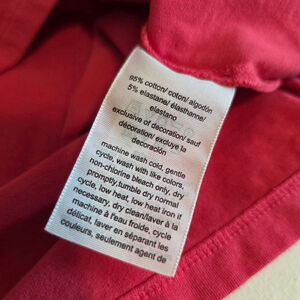 95% cotton/coton/algodón
5% elastane/élasthanne/
elastano
exclusive of decoration/sauf
décoration/excluye la
decoración
machine wash cold, gentle
cycle, wash with like colors,
non-chlorine bleach only, dry
promptly,tumble dry normal
cycle, low heat, low heat iron if
necessary, dry clean/laver à la
machine à l'eau froide, cycle
délicat, laver en séparant les
couleurs, seulement agent de